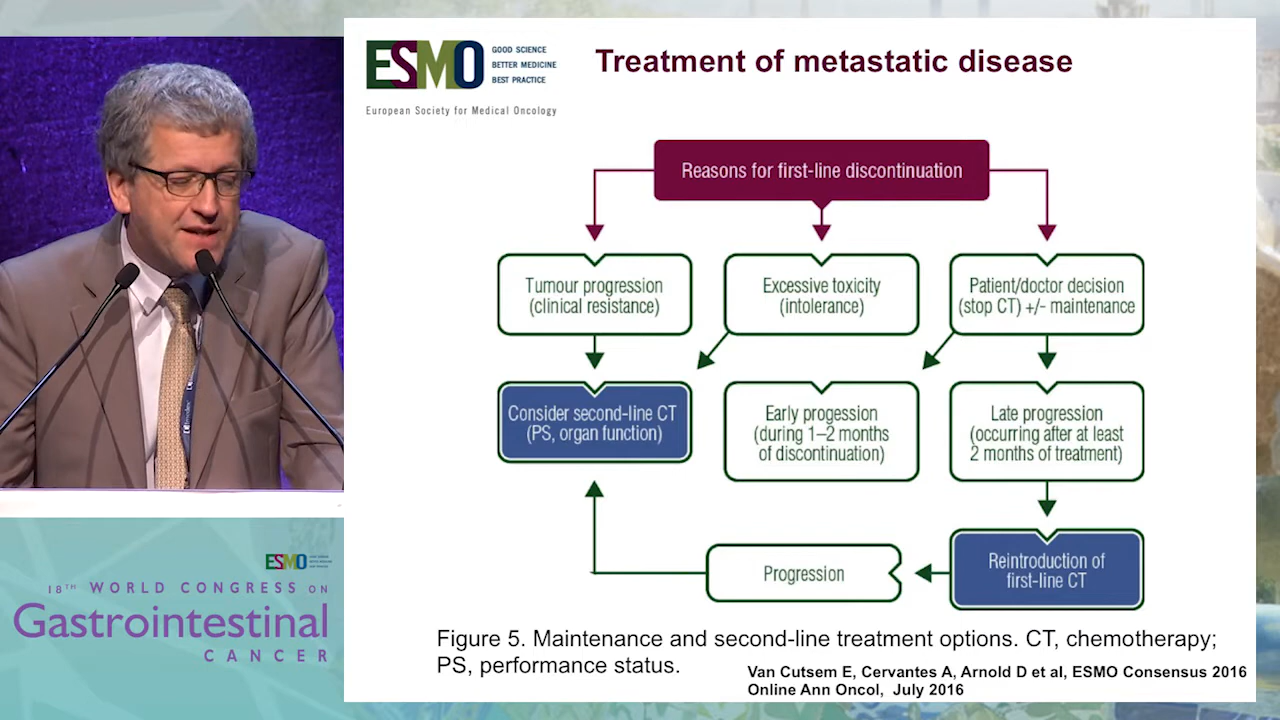 ESMO
GOOD SCIENCE
BETTER MEDICINE
BEST PRACTICE
European Society for Medical Oncology
Treatment of metastatic disease
Reasons for first-line discontinuation
Tumour progression
(clinical resistance)
Excessive toxicity
(intolerance)
Patient/doctor decision
(stop CT) +/- maintenance
Consider second-line CT
(PS, organ function)
Early progession
(during 1–2 months
of discontinuation)
Late progression
(occurring after at least
2 months of treatment)
Progression
Reintroduction of
first-line CT
Figure 5. Maintenance and second-line treatment options. CT, chemotherapy;
PS, performance status.
Van Cutsem E, Cervantes A, Arnold D et al, ESMO Consensus 2016
Online Ann Oncol, July 2016
ESMO
18TH WORLD CONGRESS ON
Gastrointestinal
CANCER